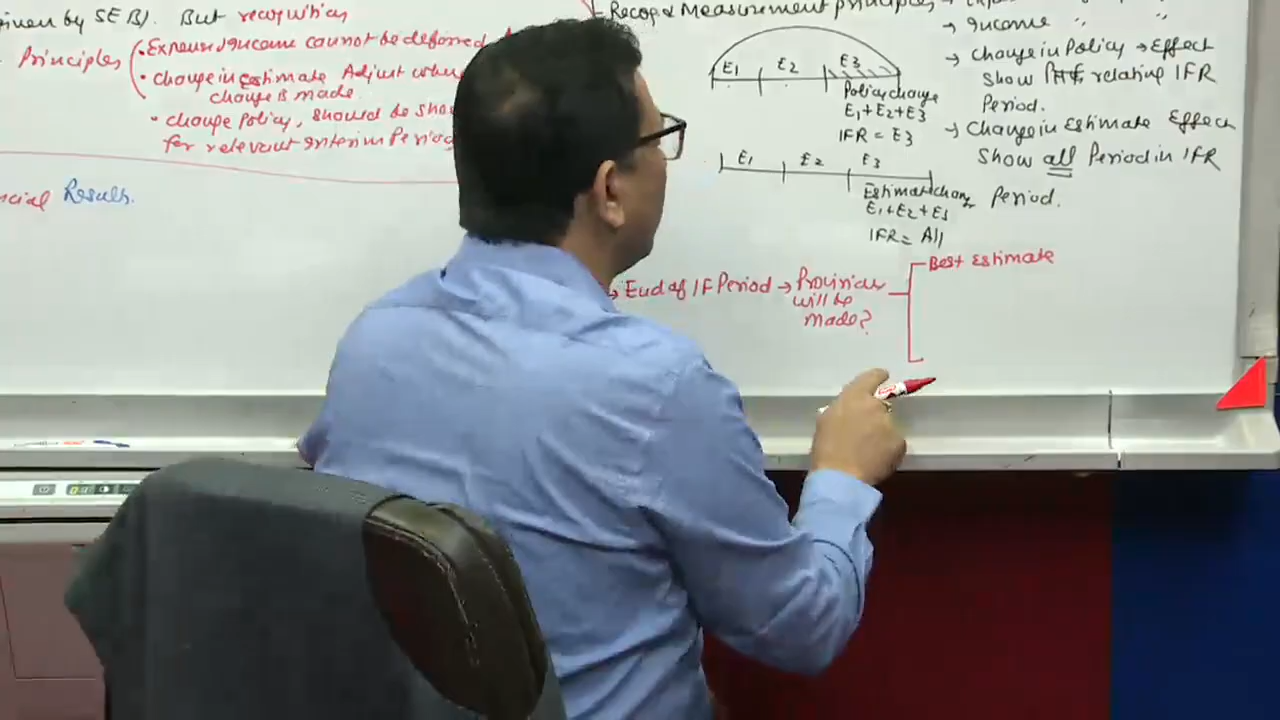 given by SEBI. But recognition
Principles
• Expense/Income cannot be deferred
• Change in estimate Adjust when
change is made
• change Policy, should be sho
for relevant Interim Period
cial Results.
Recog & Measurement principles
→ Income " "
→ Change in Policy → Effect
Show relating IFR
Period.
→ Change in Estimate Effect
Show all Period in IFR
Period.
E1 E2 E3
Policy change
E1+E2+E3
IFR = E3
E1 E2 E3
Estimate change
E1+E2+E3
IFR = All
→ End of IF Period → Provision
will be
made?
Best Estimate